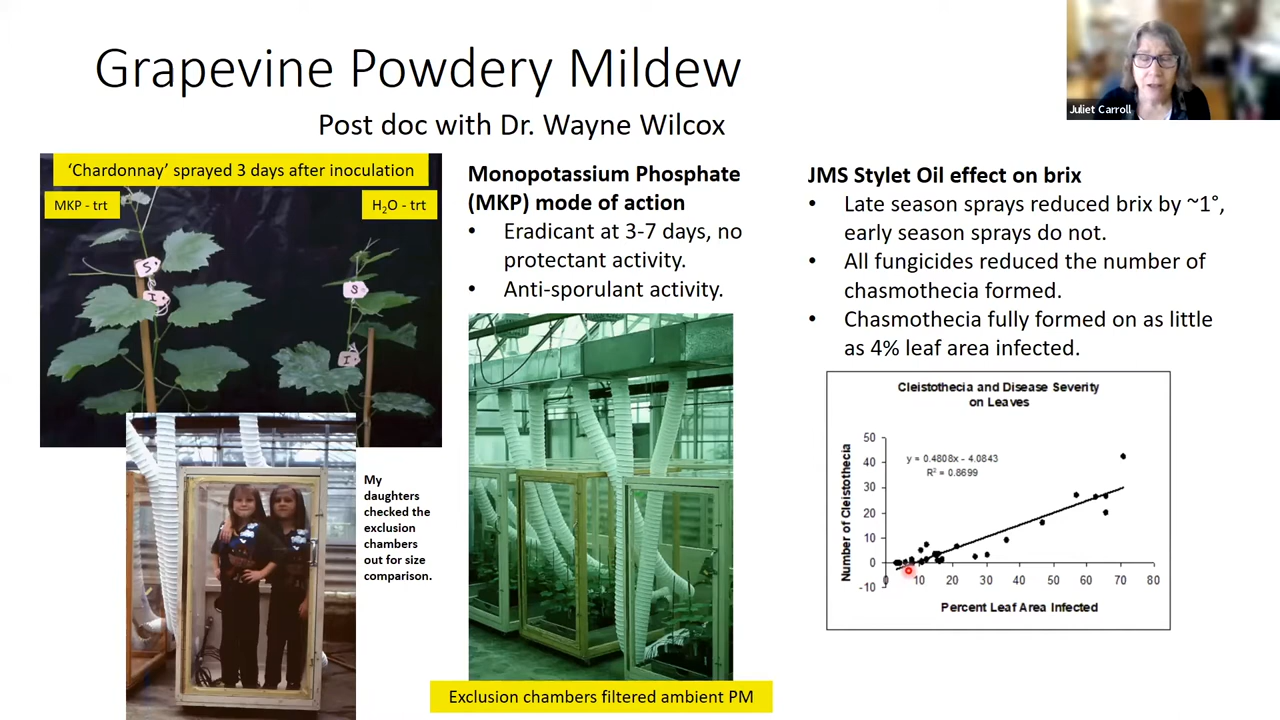 Grapevine Powdery Mildew
Post doc with Dr. Wayne Wilcox
Juliet Carroll
‘Chardonnay’ sprayed 3 days after inoculation
MKP - trt
H2O - trt
S
I
S
I
My
daughters
checked the
exclusion
chambers
out for size
comparison.
Monopotassium Phosphate
(MKP) mode of action
• Eradicant at 3-7 days, no
protectant activity.
• Anti-sporulant activity.
Exclusion chambers filtered ambient PM
JMS Stylet Oil effect on brix
• Late season sprays reduced brix by ~1°,
early season sprays do not.
• All fungicides reduced the number of
chasmothecia formed.
• Chasmothecia fully formed on as little
as 4% leaf area infected.
Cleistothecia and Disease Severity
on Leaves
y = 0.4808x - 4.0843
R² = 0.8699
Number of Cleistothecia
50
40
30
20
10
0
-10
0 10 20 30 40 50 60 70 80
Percent Leaf Area Infected